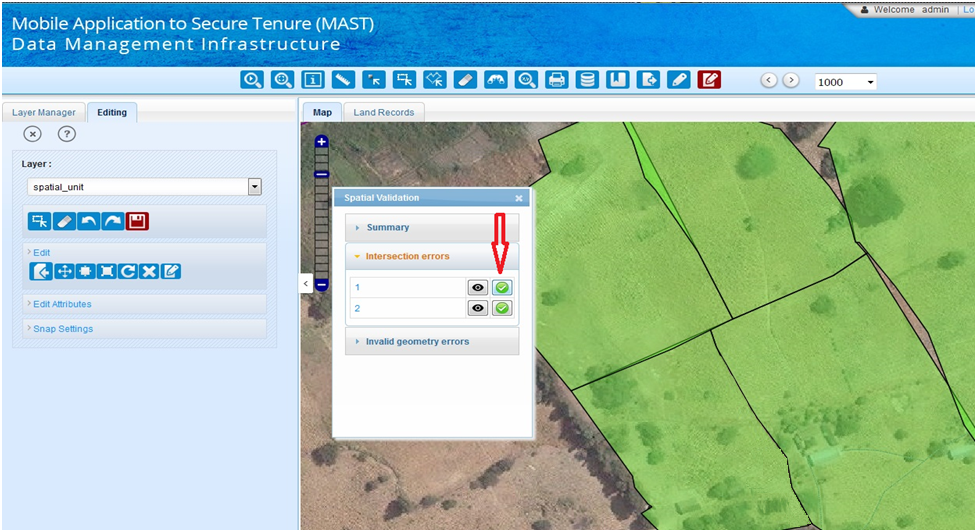 Welcome admin | Lo
Mobile Application to Secure Tenure (MAST)
Data Management Infrastructure
1000
Layer Manager
Editing
Map
Land Records
Layer :
spatial_unit
Edit
Edit Attributes
Snap Settings
Spatial Validation
Summary
Intersection errors
1
2
Invalid geometry errors